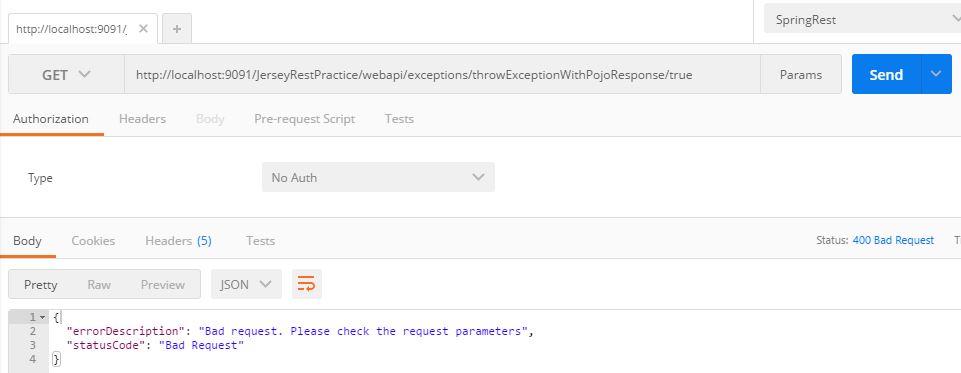 http://localhost:9091/
SpringRest
GET http://localhost:9091/JerseyRestPractice/webapi/exceptions/throwExceptionWithPojoResponse/true Params Send
Authorization Headers Body Pre-request Script Tests
Type No Auth
Body Cookies Headers (5) Tests Status: 400 Bad Request
Pretty Raw Preview JSON
1 {
2 "errorDescription": "Bad request. Please check the request parameters",
3 "statusCode": "Bad Request"
4 }